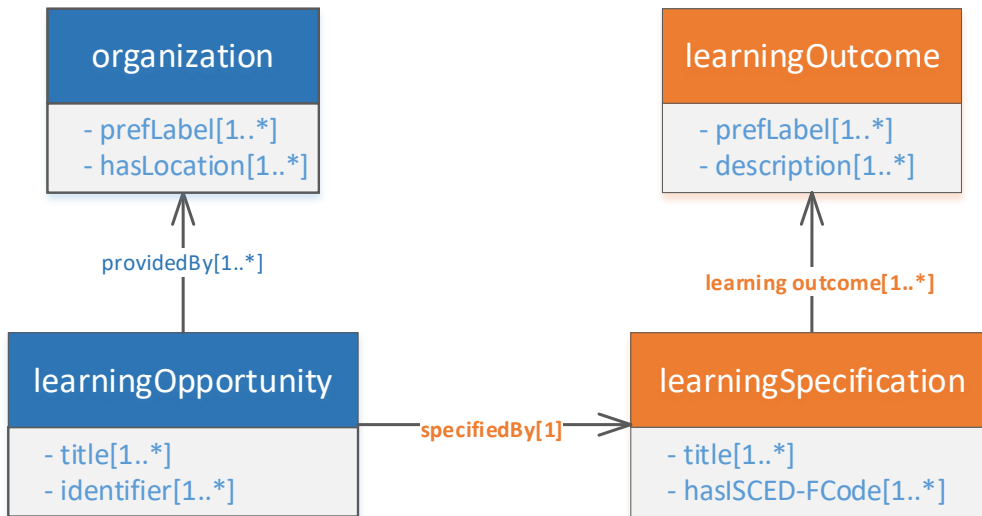 organization
- prefLabel[1..*]
- hasLocation[1..*]
learningOutcome
- prefLabel[1..*]
- description[1..*]
providedBy[1..*]
learning outcome[1..*]
learningOpportunity
- title[1..*]
- identifier[1..*]
specifiedBy[1]
learningSpecification
- title[1..*]
- hasISCED-FCode[1..*]